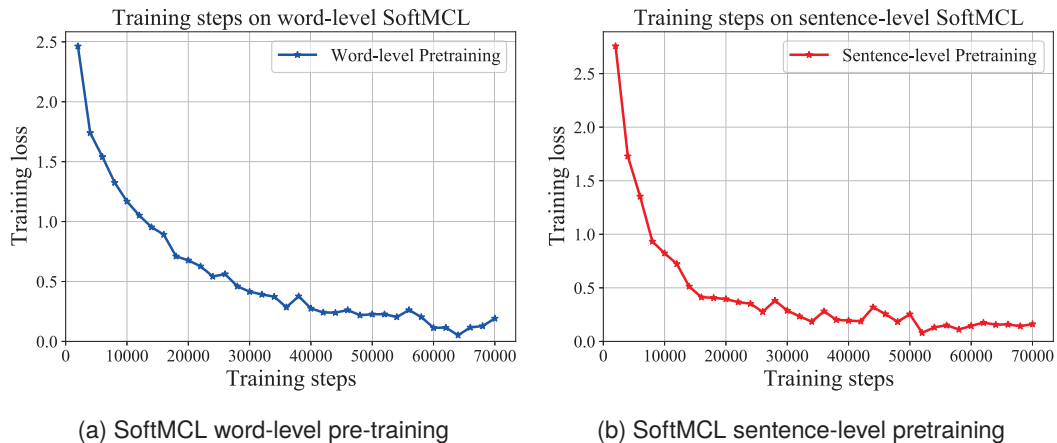 Training steps on word-level SoftMCL
2.5
2.0
1.5
1.0
0.5
0.0
Training loss
Word-level Pretraining
0 10000 20000 30000 40000 50000 60000 70000
Training steps
(a) SoftMCL word-level pre-training
Training steps on sentence-level SoftMCL
2.5
2.0
1.5
1.0
0.5
0.0
Training loss
Sentence-level Pretraining
0 10000 20000 30000 40000 50000 60000 70000
Training steps
(b) SoftMCL sentence-level pretraining